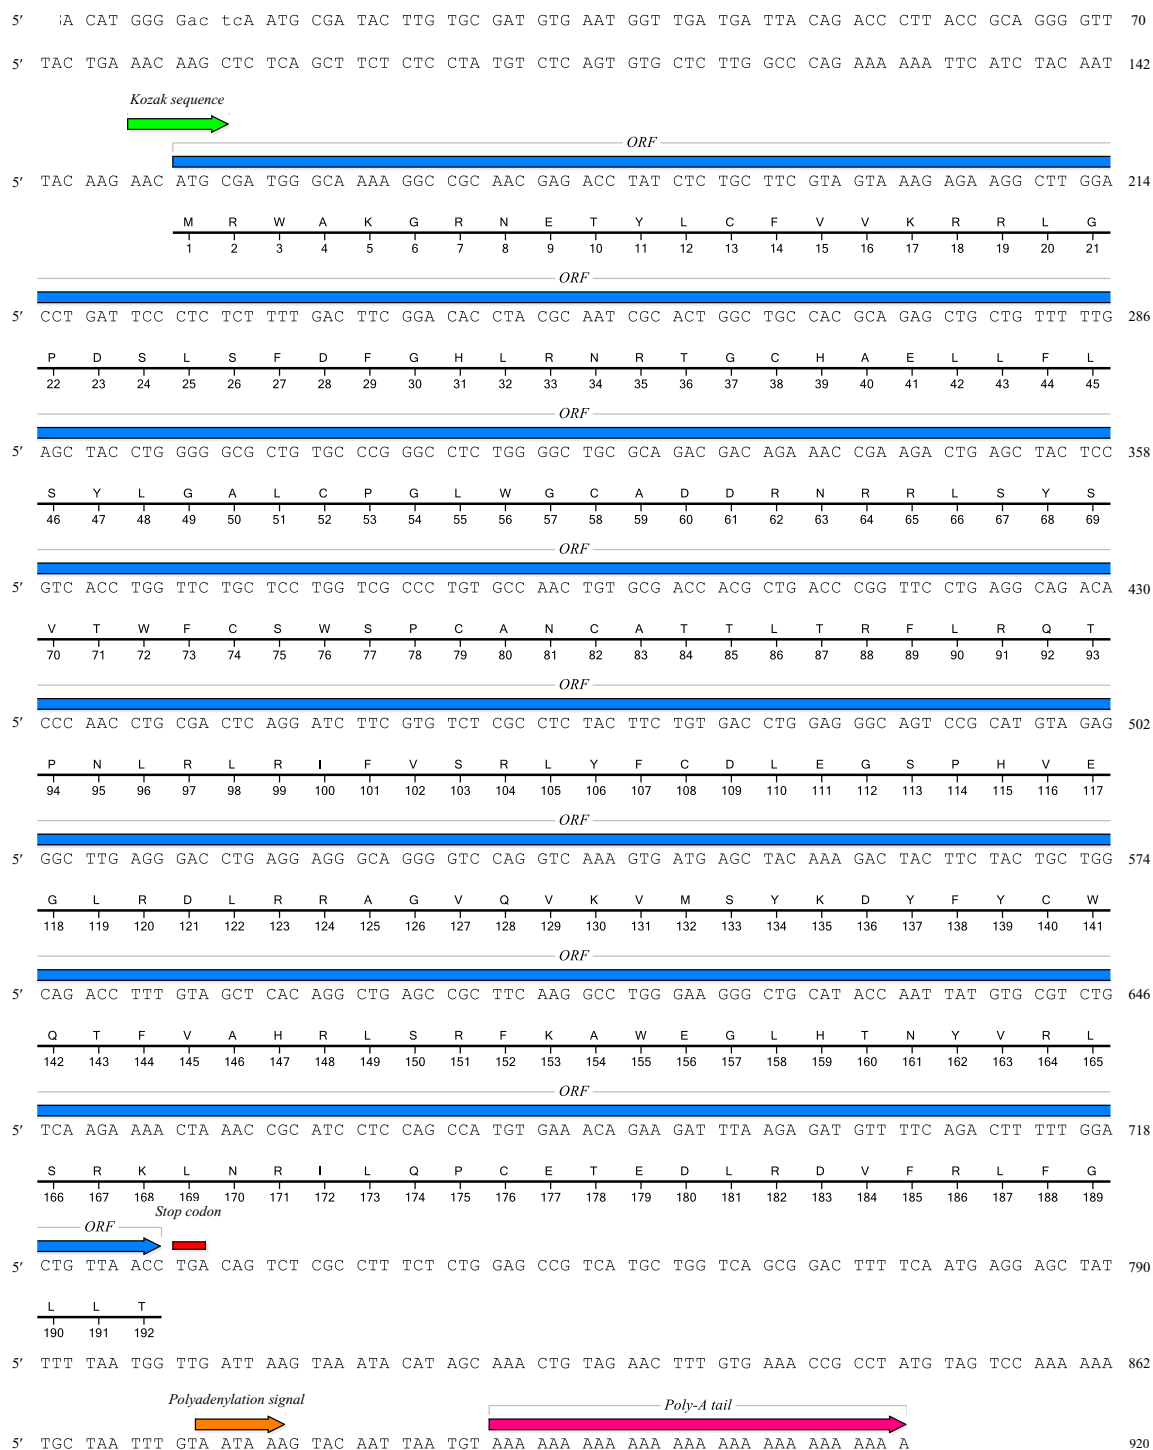 5′ GA CAT GGG Gac tcA ATG CGA TAC TTG TGC GAT GTG AAT GGT TGA TGA TTA CAG ACC CTT ACC GCA GGG GTT 70
5′ TAC TGA AAC AAG CTC TCA GCT TCT CTC CTA TGT CTC AGT GTG CTC TTG GCC CAG AAA AAA TTC ATC TAC AAT 142
Kozak sequence
ORF
5′ TAC AAG AAC ATG CGA TGG GCA AAA GGC CGC AAC GAG ACC TAT CTC TGC TTC GTA GTA AAG AGA AGG CTT GGA 214
M R W A K G R N E T Y L C F V V K R R L G
1 2 3 4 5 6 7 8 9 10 11 12 13 14 15 16 17 18 19 20 21
ORF
5′ CCT GAT TCC CTC TCT TTT GAC TTC GGA CAC CTA CGC AAT CGC ACT GGC TGC CAC GCA GAG CTG CTG TTT TTG 286
P D S L S F D F G H L R N R T G C H A E L L F L
22 23 24 25 26 27 28 29 30 31 32 33 34 35 36 37 38 39 40 41 42 43 44 45
ORF
5′ AGC TAC CTG GGG GCG CTG TGC CCG GGC CTC TGG GGC TGC GCA GAC GAC AGA AAC CGA AGA CTG AGC TAC TCC 358
S Y L G A L C P G L W G C A D D R N R R L S Y S
46 47 48 49 50 51 52 53 54 55 56 57 58 59 60 61 62 63 64 65 66 67 68 69
ORF
5′ GTC ACC TGG TTC TGC TCC TGG TCG CCC TGT GCC AAC TGT GCG ACC ACG CTG ACC CGG TTC CTG AGG CAG ACA 430
V T W F C S W S P C A N C A T T L T R F L R Q T
70 71 72 73 74 75 76 77 78 79 80 81 82 83 84 85 86 87 88 89 90 91 92 93
ORF
5′ CCC AAC CTG CGA CTC AGG ATC TTC GTG TCT CGC CTC TAC TTC TGT GAC CTG GAG GGC AGT CCG CAT GTA GAG 502
P N L R L R I F V S R L Y F C D L E G S P H V E
94 95 96 97 98 99 100 101 102 103 104 105 106 107 108 109 110 111 112 113 114 115 116 117
ORF
5′ GGC TTG AGG GAC CTG AGG AGG GCA GGG GTC CAG GTC AAA GTG ATG AGC TAC AAA GAC TAC TTC TAC TGC TGG 574
G L R D L R R A G V Q V K V M S Y K D Y F Y C W
118 119 120 121 122 123 124 125 126 127 128 129 130 131 132 133 134 135 136 137 138 139 140 141
ORF
5′ CAG ACC TTT GTA GCT CAC AGG CTG AGC CGC TTC AAG GCC TGG GAA GGG CTG CAT ACC AAT TAT GTG CGT CTG 646
Q T F V A H R L S R F K A W E G L H T N Y V R L
142 143 144 145 146 147 148 149 150 151 152 153 154 155 156 157 158 159 160 161 162 163 164 165
ORF
5′ TCA AGA AAA CTA AAC CGC ATC CTC CAG CCA TGT GAA ACA GAA GAT TTA AGA GAT GTT TTC AGA CTT TTT GGA 718
S R K L N R I L Q P C E T E D L R D V F R L F G
166 167 168 169 170 171 172 173 174 175 176 177 178 179 180 181 182 183 184 185 186 187 188 189
ORF Stop codon
5′ CTG TTA ACC TGA CAG TCT CGC CTT TCT CTG GAG CCG TCA TGC TGG TCA GCG GAC TTT TCA ATG AGG AGC TAT 790
L L T
190 191 192
5′ TTT TAA TGG TTG ATT AAG TAA ATA CAT AGC AAA CTG TAG AAC TTT GTG AAA CCG CCT ATG TAG TCC AAA AAA 862
Polyadenylation signal Poly-A tail
5′ TGC TAA TTT GTA ATA AAG TAC AAT TAA TGT AAA AAA AAA AAA AAA AAA AAA AAA AAA A 920